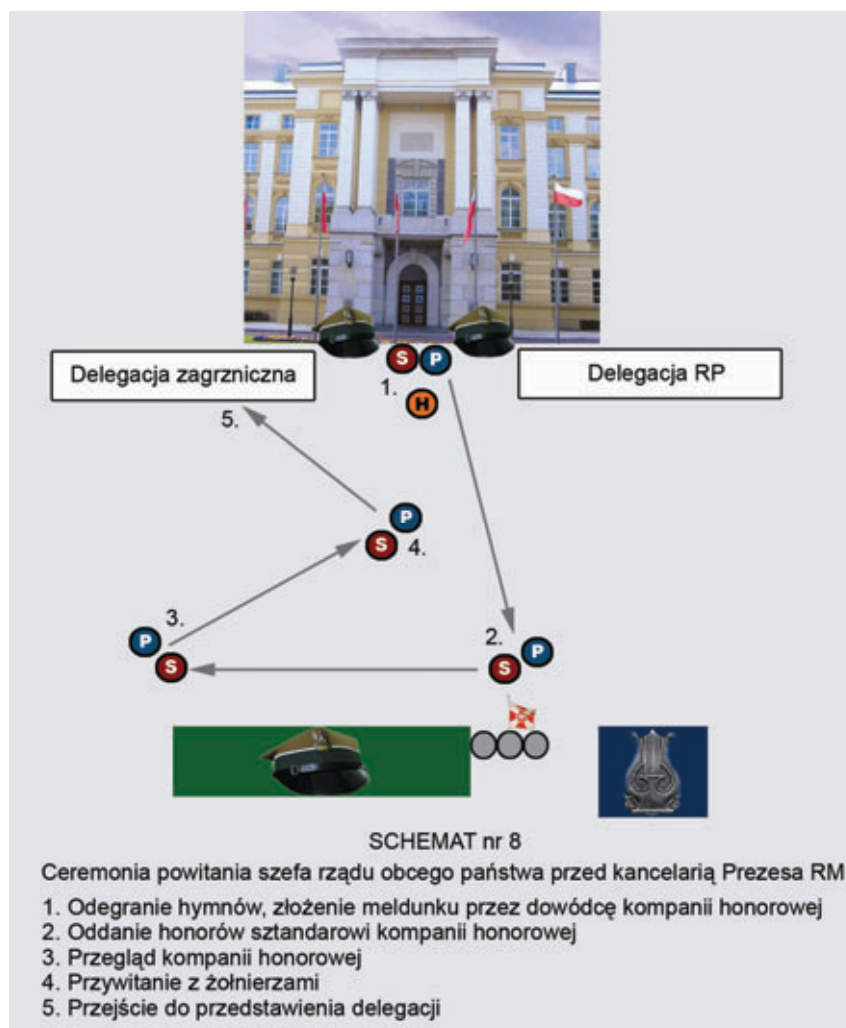 Delegacja zagrzniczna
Delegacja RP
S P
1.
H
5.
P
S 4.
3.
P
S
2.
P
S
SCHEMAT nr 8
Ceremonia powitania szefa rządu obcego państwa przed kancelarią Prezesa RM
1. Odegranie hymnów, złożenie meldunku przez dowódcę kompanii honorowej
2. Oddanie honorów sztandarowi kompanii honorowej
3. Przegląd kompanii honorowej
4. Przywitanie z żołnierzami
5. Przejście do przedstawienia delegacji